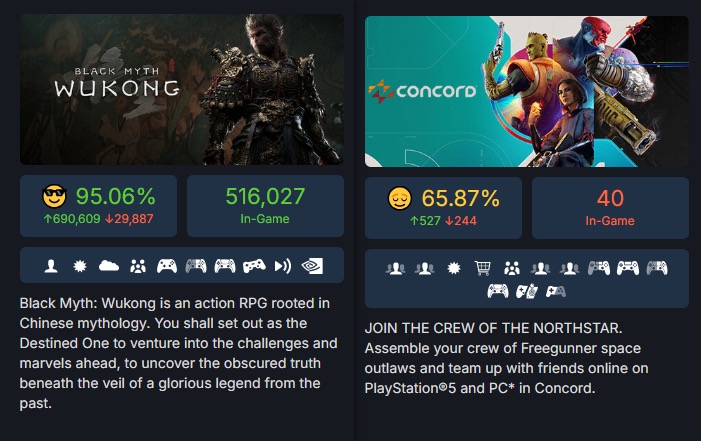 BLACK MYTH
WUKONG
95.06%
↑690,609 ↓29,887
516,027
In-Game
Black Myth: Wukong is an action RPG rooted in
Chinese mythology. You shall set out as the
Destined One to venture into the challenges and
marvels ahead, to uncover the obscured truth
beneath the veil of a glorious legend from the
past.
CONCORD
65.87%
↑527 ↓244
40
In-Game
JOIN THE CREW OF THE NORTHSTAR.
Assemble your crew of Freegunner space
outlaws and team up with friends online on
PlayStation®5 and PC* in Concord.